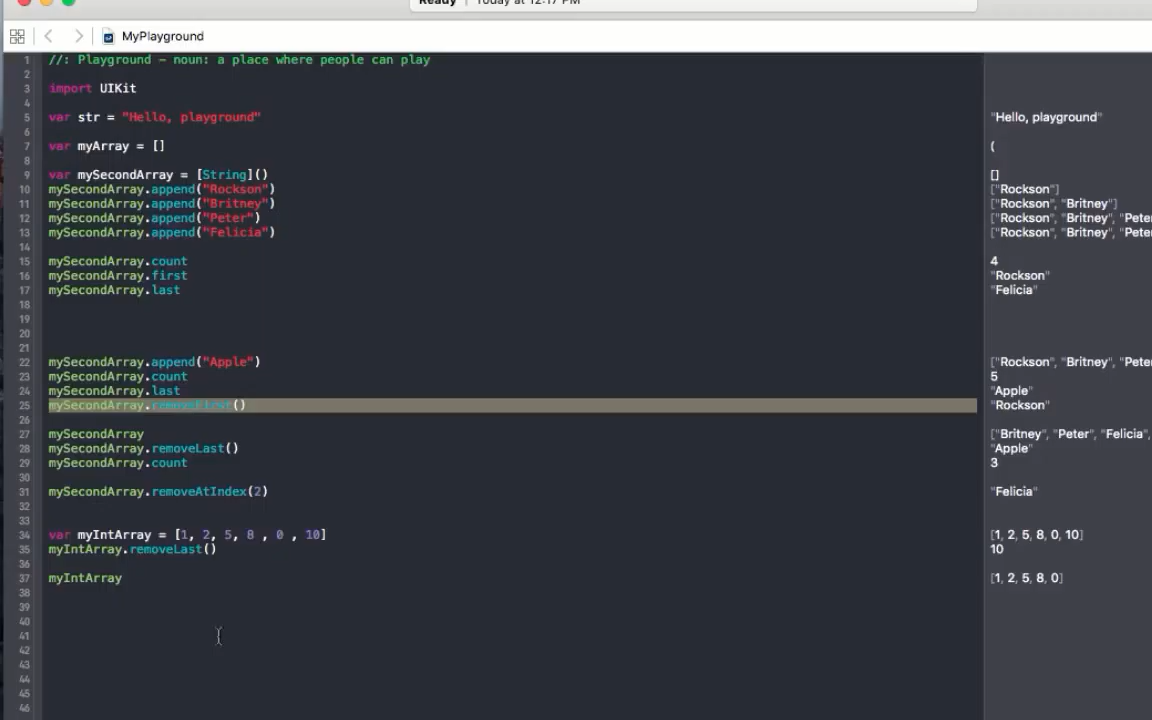 Ready | Today at 12:17 PM
MyPlayground
1 //: Playground - noun: a place where people can play
2
3 import UIKit
4
5 var str = "Hello, playground" "Hello, playground"
6
7 var myArray = [] (
8
9 var mySecondArray = [String]() []
10 mySecondArray.append("Rockson") ["Rockson"]
11 mySecondArray.append("Britney") ["Rockson", "Britney"]
12 mySecondArray.append("Peter") ["Rockson", "Britney", "Pete
13 mySecondArray.append("Felicia") ["Rockson", "Britney", "Pete
14
15 mySecondArray.count 4
16 mySecondArray.first "Rockson"
17 mySecondArray.last "Felicia"
18
19
20
21
22 mySecondArray.append("Apple") ["Rockson", "Britney", "Pete
23 mySecondArray.count 5
24 mySecondArray.last "Apple"
25 mySecondArray.removeFirst() "Rockson"
26
27 mySecondArray ["Britney", "Peter", "Felicia",
28 mySecondArray.removeLast() "Apple"
29 mySecondArray.count 3
30
31 mySecondArray.removeAtIndex(2) "Felicia"
32
33
34 var myIntArray = [1, 2, 5, 8 , 0 , 10] [1, 2, 5, 8, 0, 10]
35 myIntArray.removeLast() 10
36
37 myIntArray [1, 2, 5, 8, 0]
38
39
40
41
42
43
44
45
46